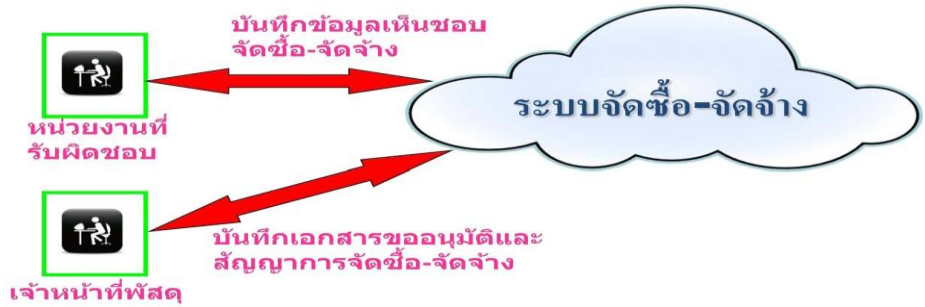 บันทึกข้อมูลเห็นชอบ
จัดซื้อ-จัดจ้าง
หน่วยงานที่
รับผิดชอบ
ระบบจัดซื้อ-จัดจ้าง
บันทึกเอกสารขออนุมัติและ
สัญญาการจัดซื้อ-จัดจ้าง
เจ้าหน้าที่พัสดุ